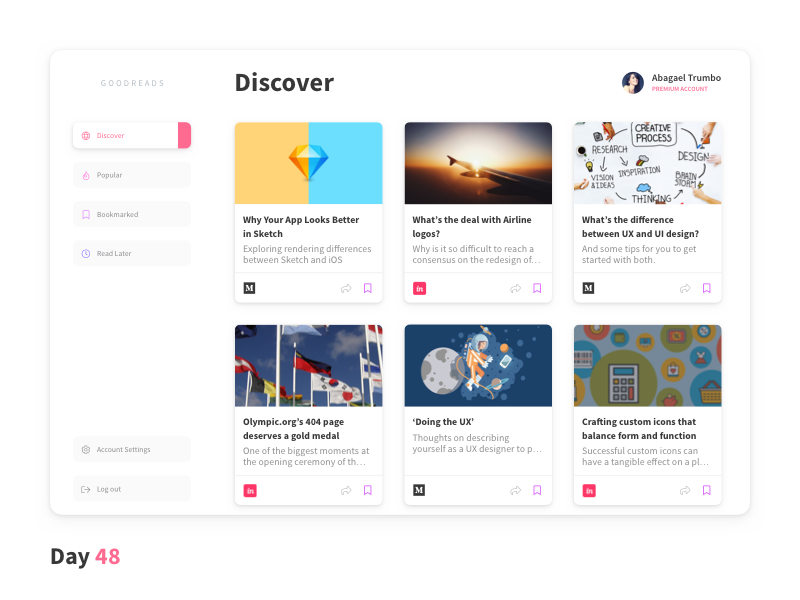 GOODREADS
Discover
Popular
Bookmarked
Read Later
Account Settings
Log out
Discover
Abagael Trumbo
PREMIUM ACCOUNT
Why Your App Looks Better
in Sketch
Exploring rendering differences
between Sketch and iOS
M
What's the deal with Airline
logos?
Why is it so difficult to reach a
consensus on the redesign of…
in
CREATIVE
PROCESS
RESEARCH
DESIGN
VISION
& IDEAS
INSPIRATION
BRAIN
STORM
THINKING
What's the difference
between UX and UI design?
And some tips for you to get
started with both.
M
Olympic.org's 404 page
deserves a gold medal
One of the biggest moments at
the opening ceremony of th…
in
‘Doing the UX’
Thoughts on describing
yourself as a UX designer to p…
M
Crafting custom icons that
balance form and function
Successful custom icons can
have a tangible effect on a pl…
in
Day 48